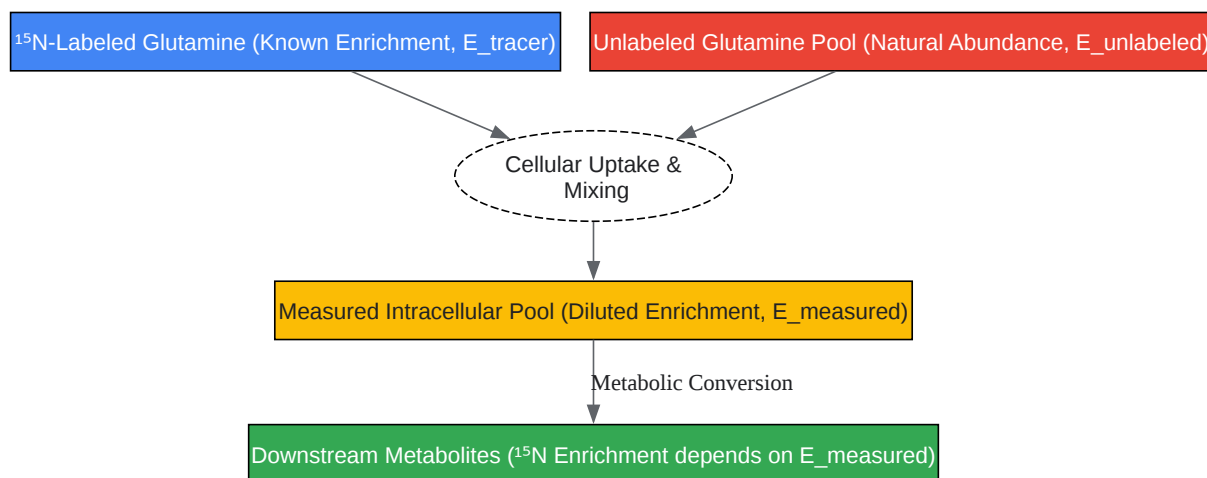 ¹⁵N-Labeled Glutamine (Known Enrichment, E_tracer)
Unlabeled Glutamine Pool (Natural Abundance, E_unlabeled)
Cellular Uptake &
Mixing
Measured Intracellular Pool (Diluted Enrichment, E_measured)
Metabolic Conversion
Downstream Metabolites (¹⁵N Enrichment depends on E_measured)